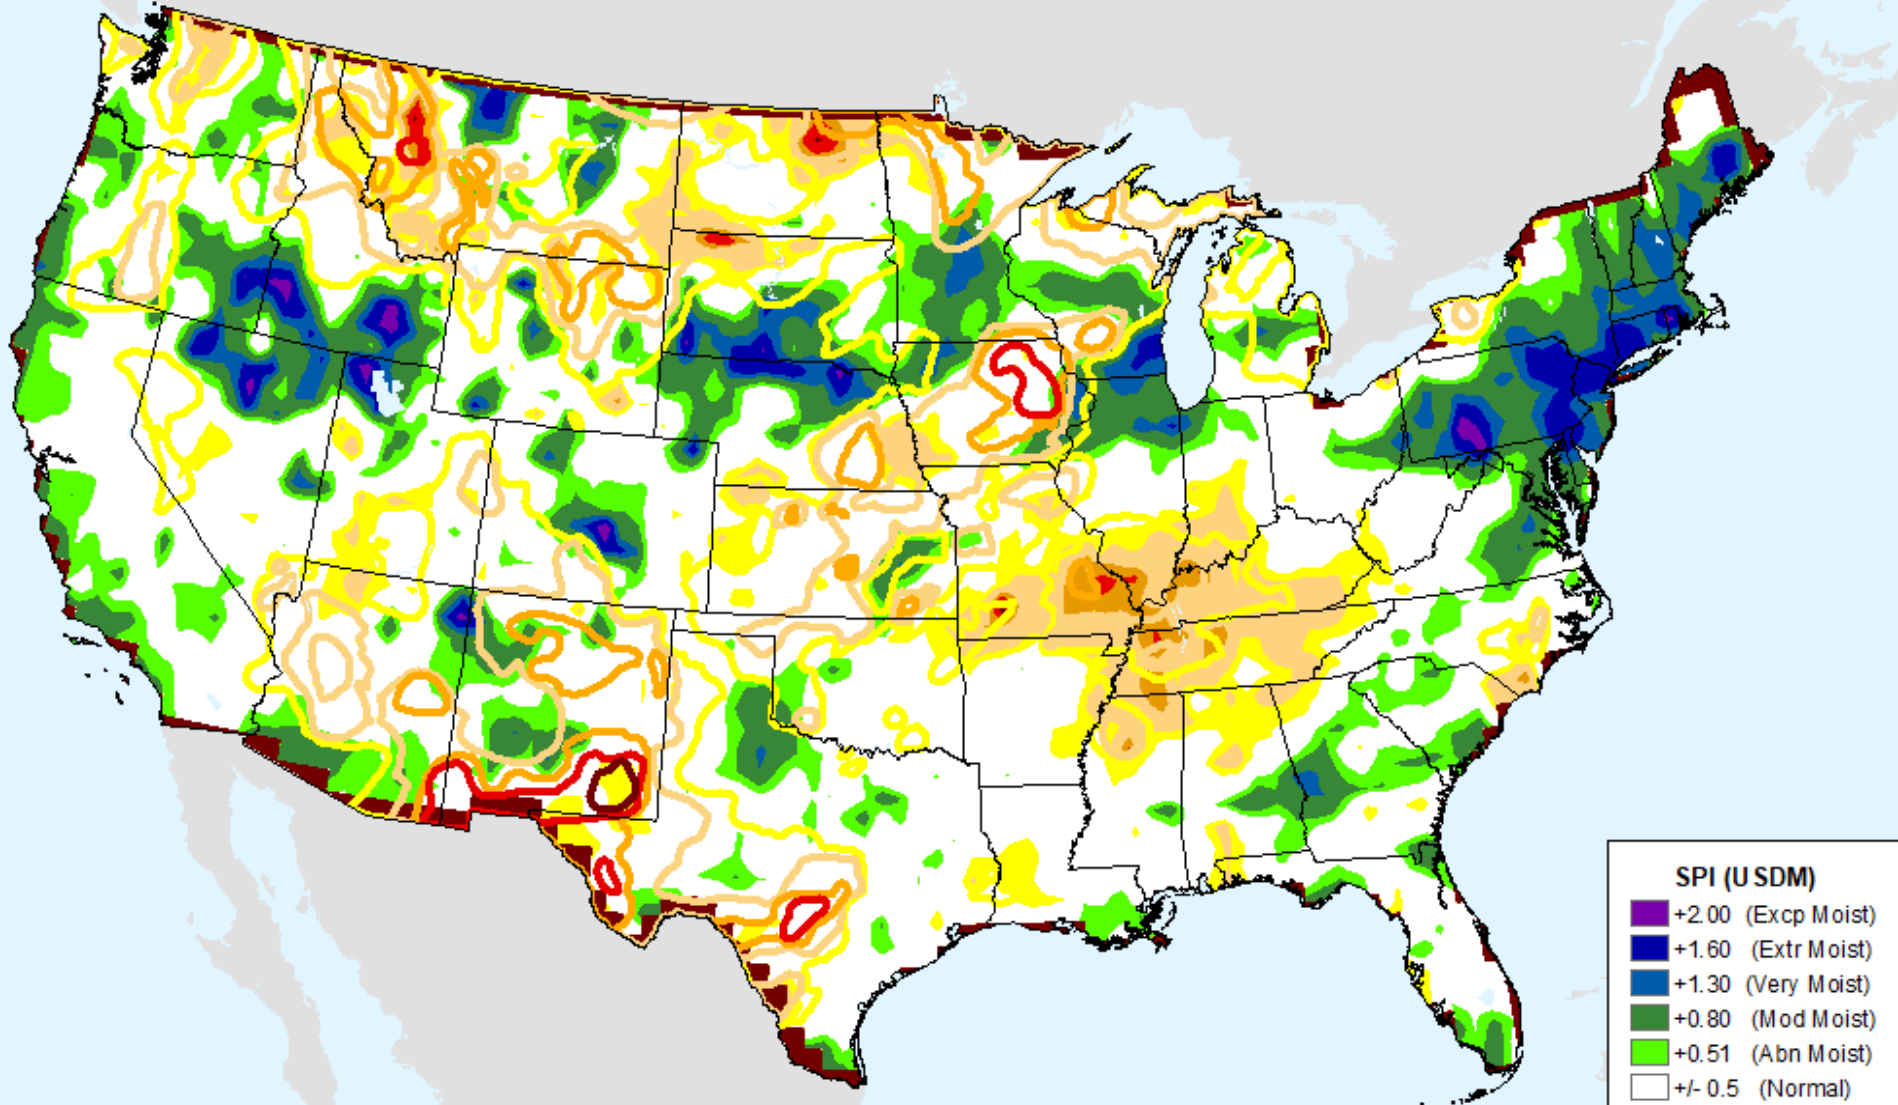 SPI (USDM)
+2.00 (Excp Moist)
+1.60 (Extr Moist)
+1.30 (Very Moist)
+0.80 (Mod Moist)
+0.51 (Abn Moist)
+/- 0.5 (Normal)